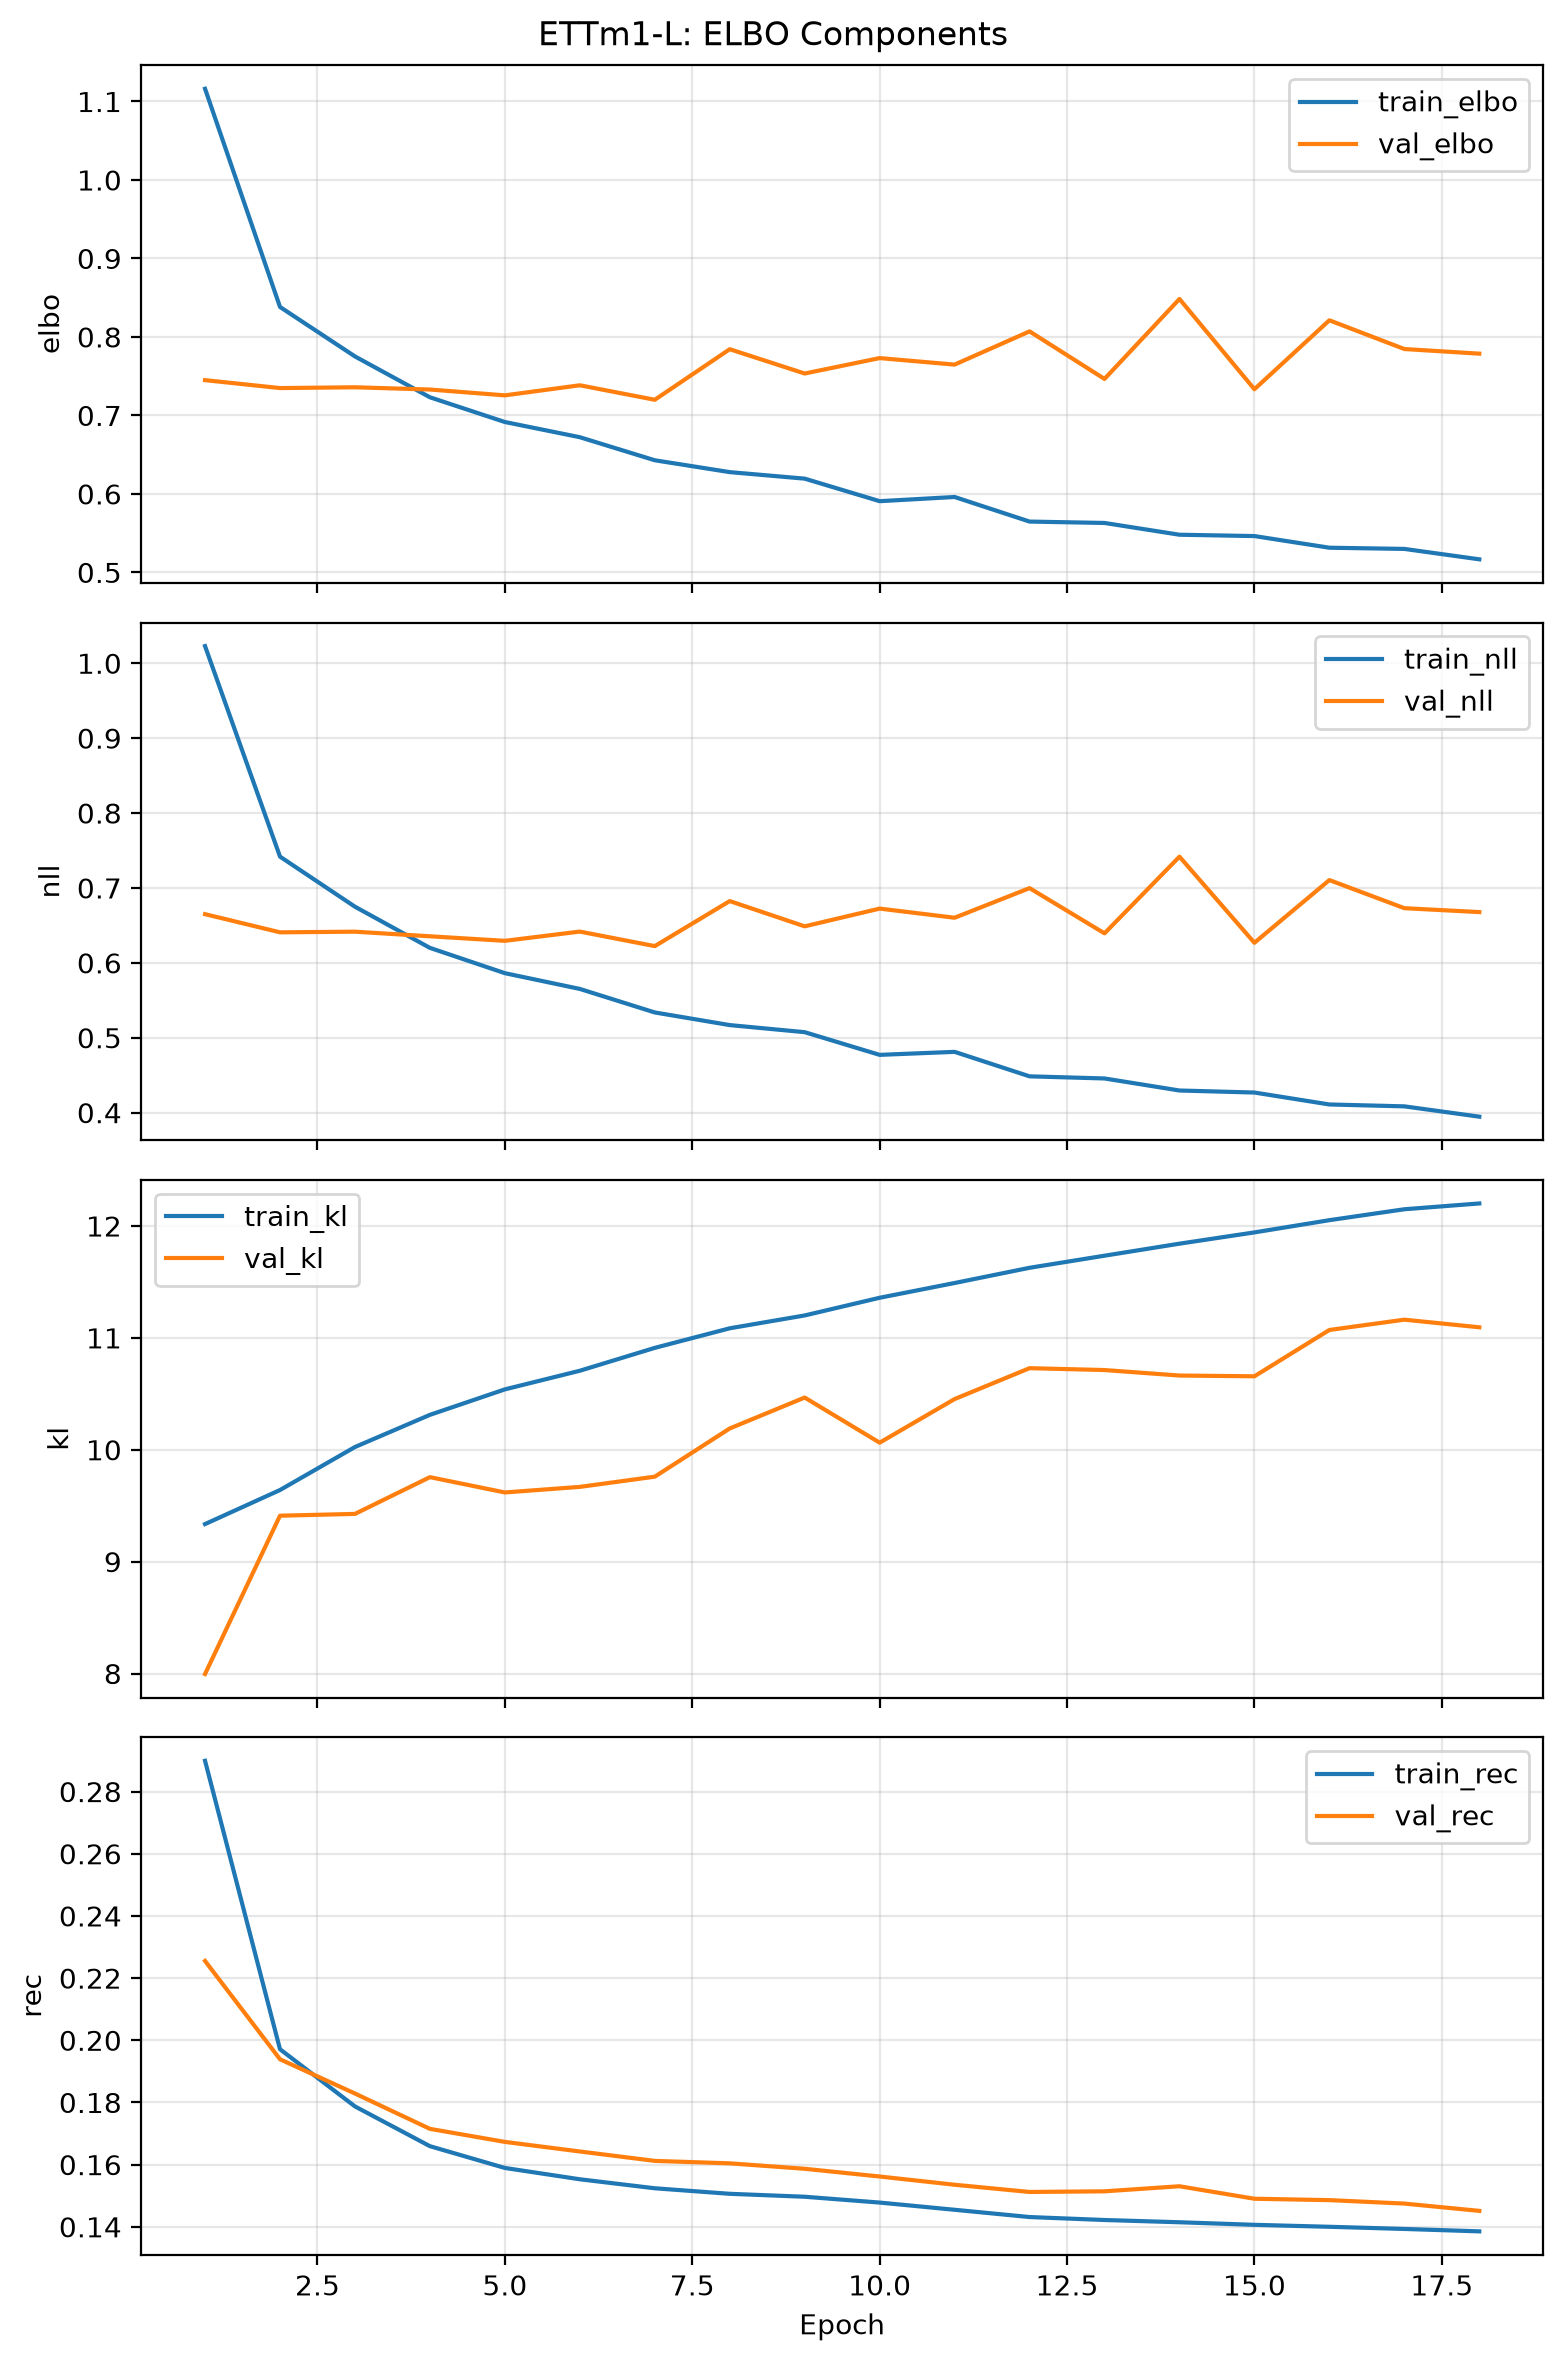 ETTm1-L: ELBO Components
1.1
1.0
0.9
0.8
0.7
0.6
0.5
elbo
train_elbo
val_elbo
1.0
0.9
0.8
0.7
0.6
0.5
0.4
nll
train_nll
val_nll
12
11
10
9
8
kl
train_kl
val_kl
0.28
0.26
0.24
0.22
0.20
0.18
0.16
0.14
rec
train_rec
val_rec
2.5 5.0 7.5 10.0 12.5 15.0 17.5
Epoch